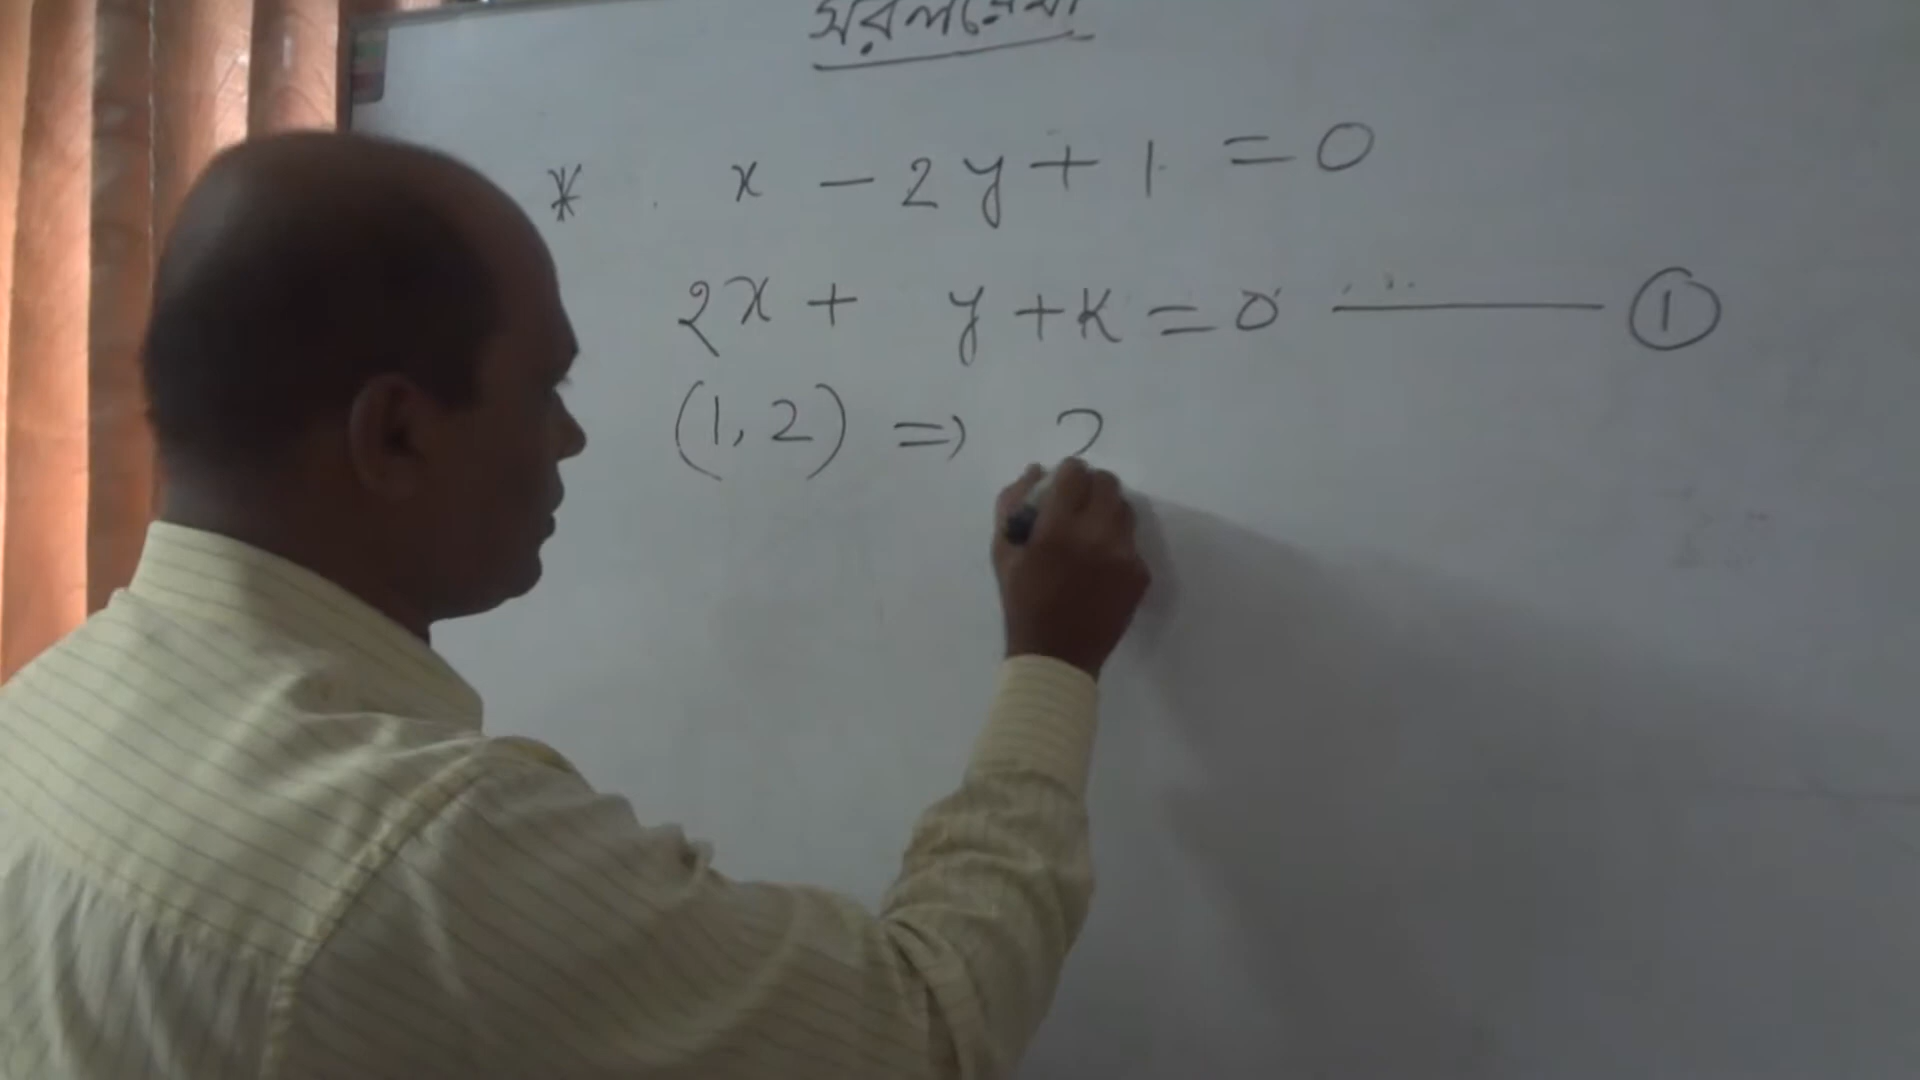 সরলরেখা
* x - 2y + 1 = 0
2x + y + K = 0 ——— ①
(1, 2) ⇒ 2